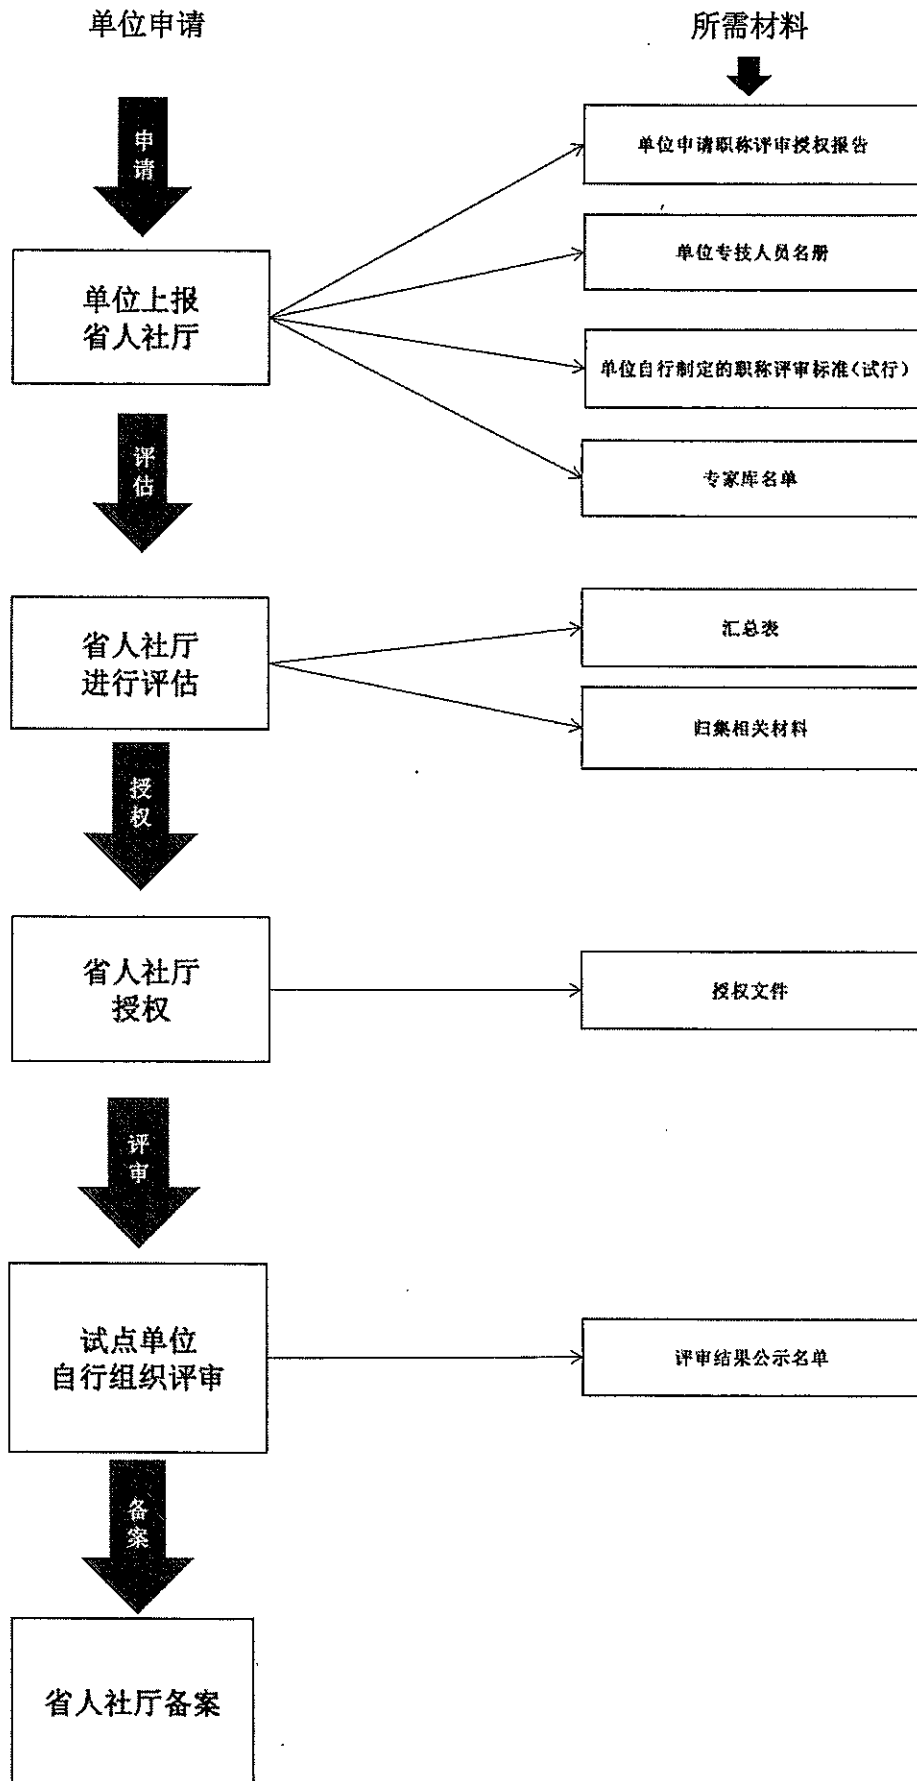 单位申请
所需材料
申
请
单位申请职称评审授权报告
单位专技人员名册
单位上报
省人社厅
单位自行制定的职称评审标准（试行）
评
估
专家库名单
省人社厅
进行评估
汇总表
归集相关材料
授
权
省人社厅
授权
授权文件
评
审
试点单位
自行组织评审
评审结果公示名单
备
案
省人社厅备案